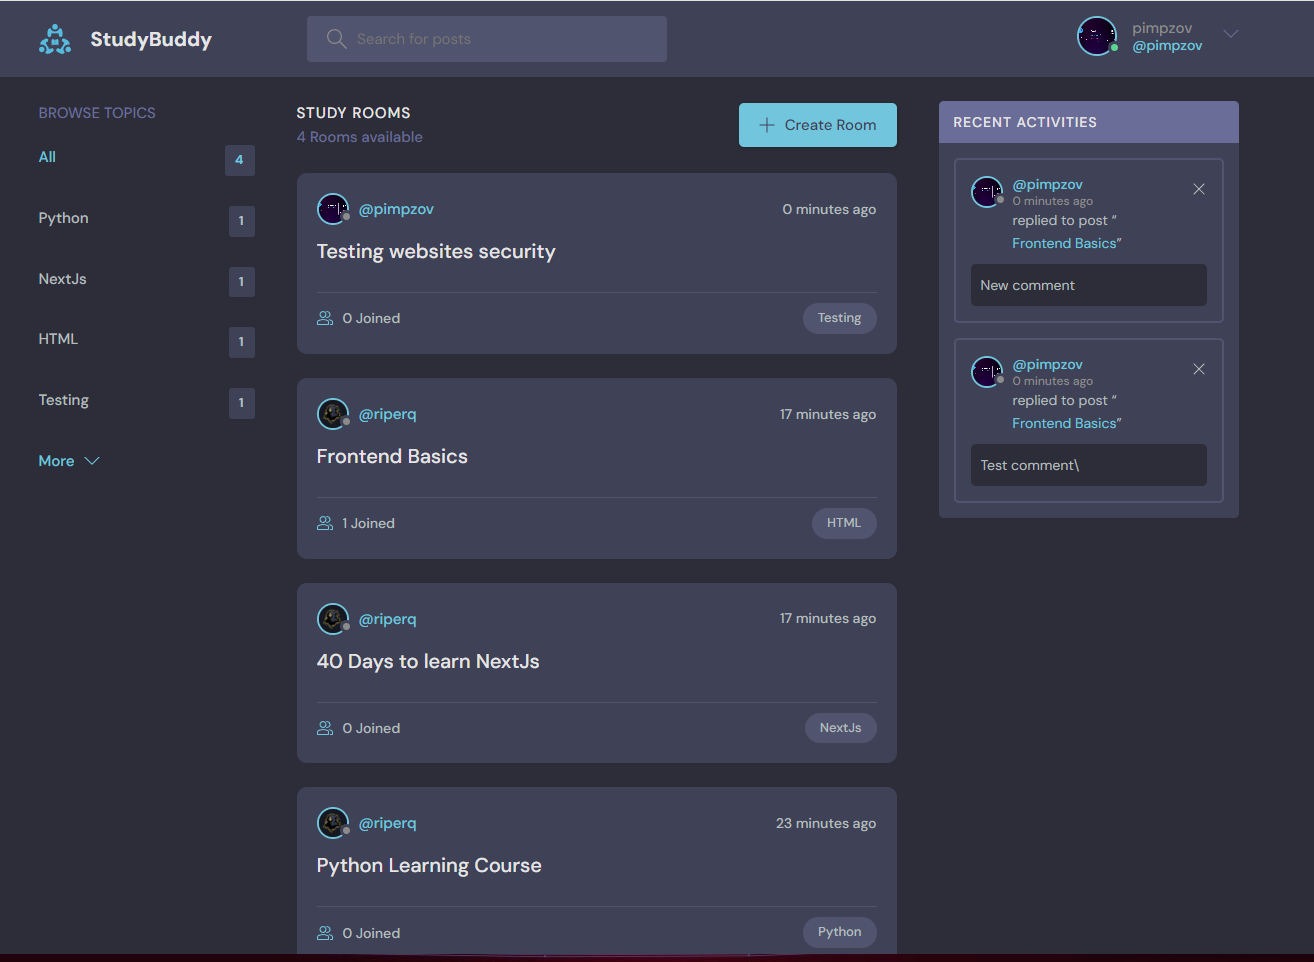 StudyBuddy
Search for posts
pimpzov
@pimpzov
BROWSE TOPICS
All 4
Python 1
NextJs 1
HTML 1
Testing 1
More
STUDY ROOMS
4 Rooms available
Create Room
@pimpzov 0 minutes ago
Testing websites security
0 Joined Testing
@riperq 17 minutes ago
Frontend Basics
1 Joined HTML
@riperq 17 minutes ago
40 Days to learn NextJs
0 Joined NextJs
@riperq 23 minutes ago
Python Learning Course
0 Joined Python
RECENT ACTIVITIES
@pimpzov
0 minutes ago
replied to post “
Frontend Basics”
New comment
@pimpzov
0 minutes ago
replied to post “
Frontend Basics”
Test comment\